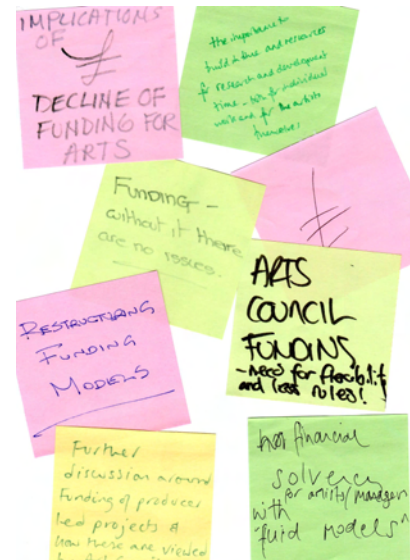 IMPLICATIONS
OF £
DECLINE OF
FUNDING FOR
ARTS
the importance to
build in time and resources
for research and development
time - both for individual
work and for the artists
themselves
£
FUNDING -
without it there
are no issues.
ARTS
COUNCIL
FUNDING
- need for flexibility
and less rules!
RESTRUCTURING
FUNDING
MODELS
Further
discussion around
Funding of producer
led projects &
how these are viewed
by
financial
solvency
for artists/managers
with
"fluid models"